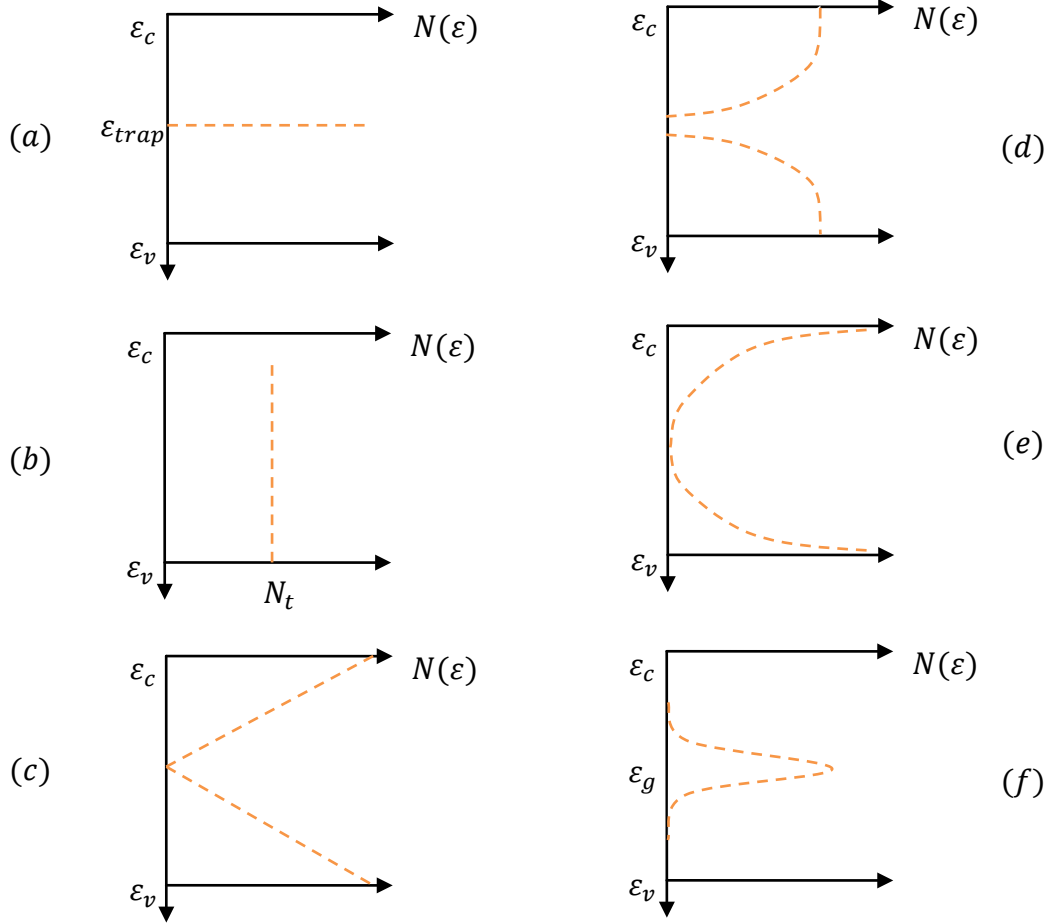 (a)
ε_c
N(ε)
ε_trap
ε_v
(d)
ε_c
N(ε)
ε_v
(b)
ε_c
N(ε)
ε_v
N_t
(e)
ε_c
N(ε)
ε_v
(c)
ε_c
N(ε)
ε_v
(f)
ε_c
N(ε)
ε_g
ε_v